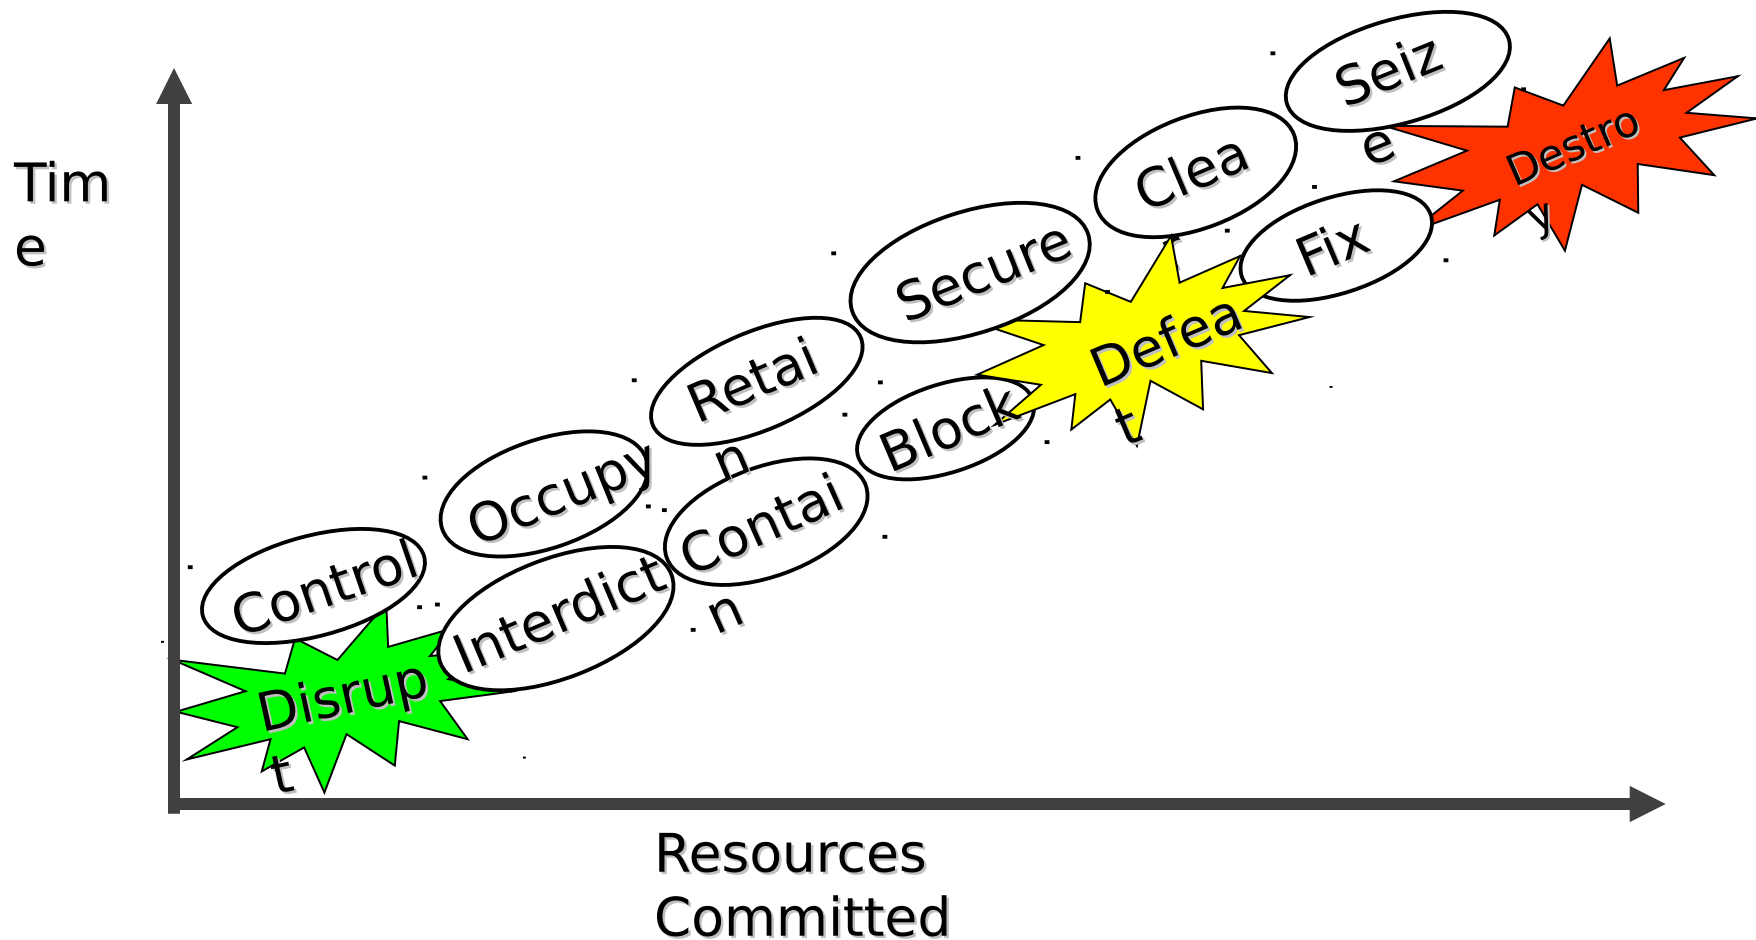 Tim
e
Seiz
e
Destro
y
Clea
Fix
Secure
Defea
t
Retai
n
Block
Occupy
Contai
n
Control
Interdict
Disrup
t
Resources
Committed